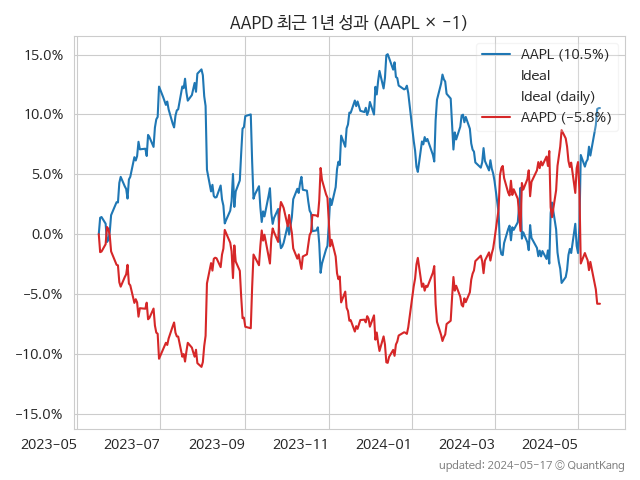 AAPD 최근 1년 성과 (AAPL × −1)
15.0%
10.0%
5.0%
0.0%
−5.0%
−10.0%
−15.0%
AAPL (10.5%)
Ideal
Ideal (daily)
AAPD (−5.8%)
2023-05
2023-07
2023-09
2023-11
2024-01
2024-03
2024-05
updated: 2024-05-17 © QuantKang